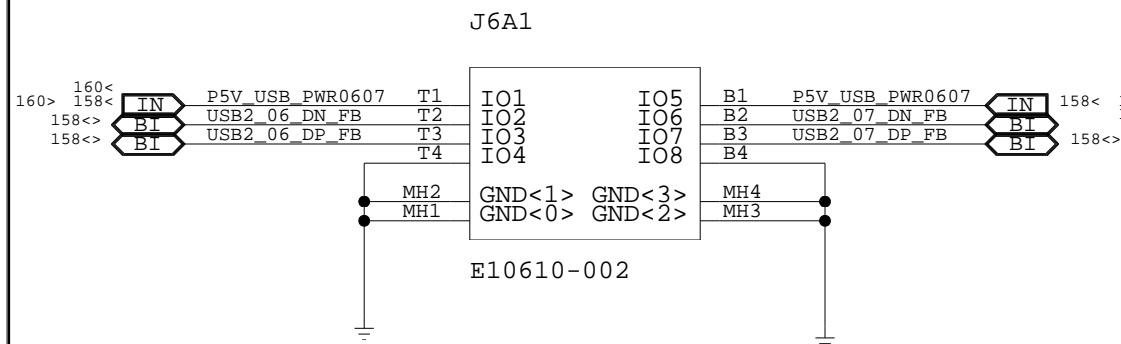 J6A1
160<
160> 158< IN P5V_USB_PWR0607 T1 IO1 IO5 B1 P5V_USB_PWR0607 IN 158<
158<> BI USB2_06_DN_FB T2 IO2 IO6 B2 USB2_07_DN_FB BI
158<> BI USB2_06_DP_FB T3 IO3 IO7 B3 USB2_07_DP_FB BI 158<>
T4 IO4 IO8 B4
MH2 GND<1> GND<3> MH4
MH1 GND<0> GND<2> MH3
E10610-002